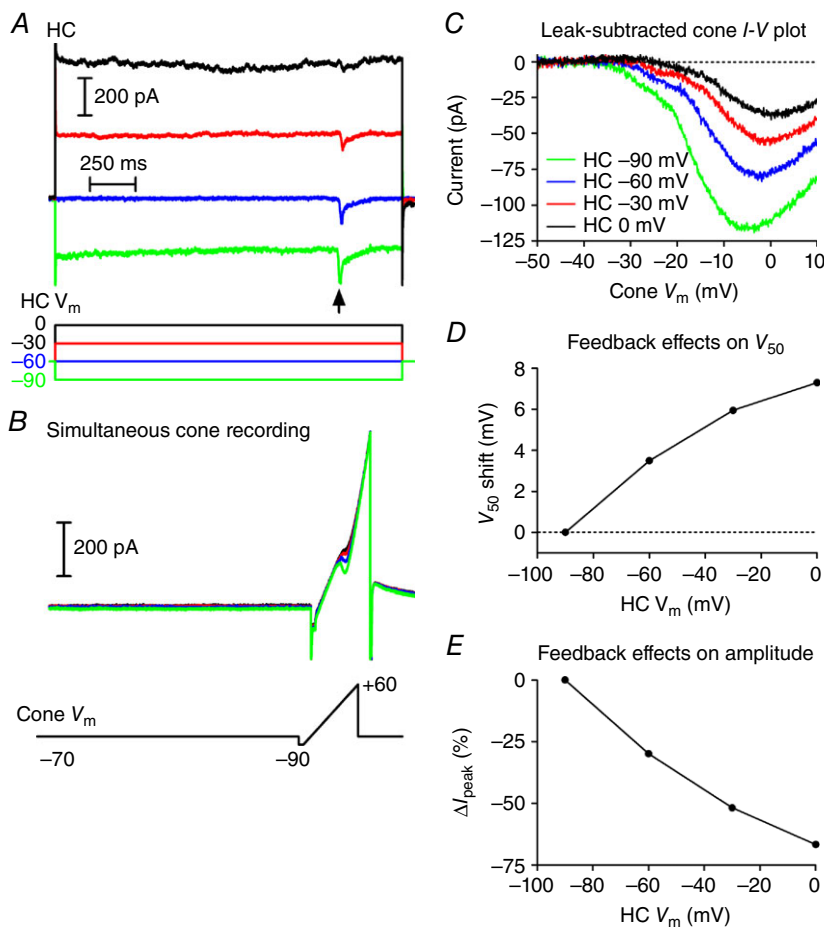 A
HC
200 pA
250 ms
HC Vm
0
–30
–60
–90
B
Simultaneous cone recording
200 pA
+60
Cone Vm
–70
–90
C
Leak-subtracted cone I-V plot
0
–25
–50
–75
–100
–125
Current (pA)
HC –90 mV
HC –60 mV
HC –30 mV
HC 0 mV
–50 –40 –30 –20 –10 0 10
Cone Vm (mV)
D
Feedback effects on V50
8
6
4
2
0
V50 shift (mV)
–100 –80 –60 –40 –20 0
HC Vm (mV)
E
Feedback effects on amplitude
0
–25
–50
–75
ΔIpeak (%)
–100 –80 –60 –40 –20 0
HC Vm (mV)